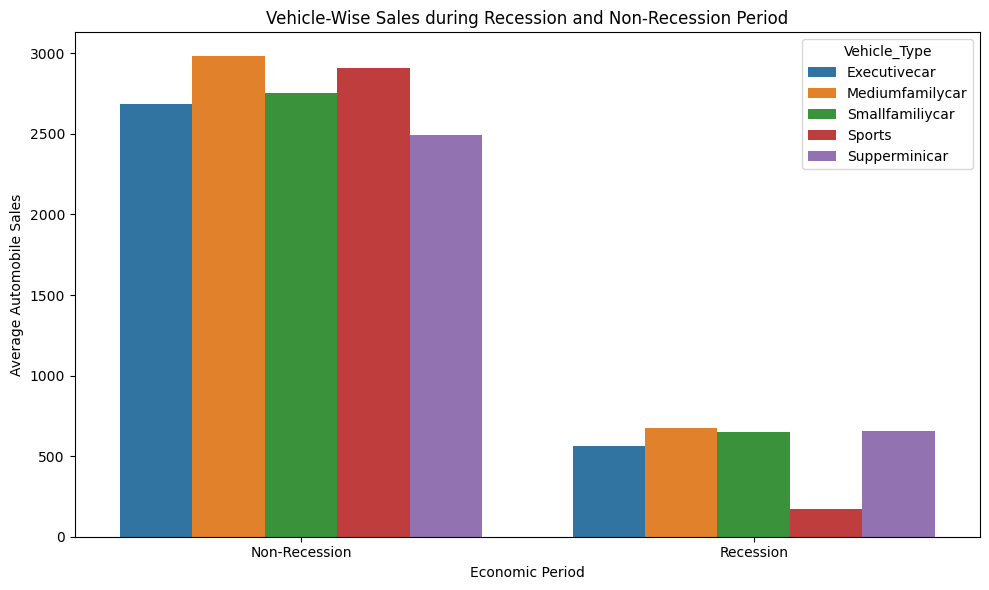 Vehicle-Wise Sales during Recession and Non-Recession Period
3000
2500
2000
1500
1000
500
0
Average Automobile Sales
Vehicle_Type
Executivecar
Mediumfamilycar
Smallfamiliycar
Sports
Supperminicar
Non-Recession
Recession
Economic Period